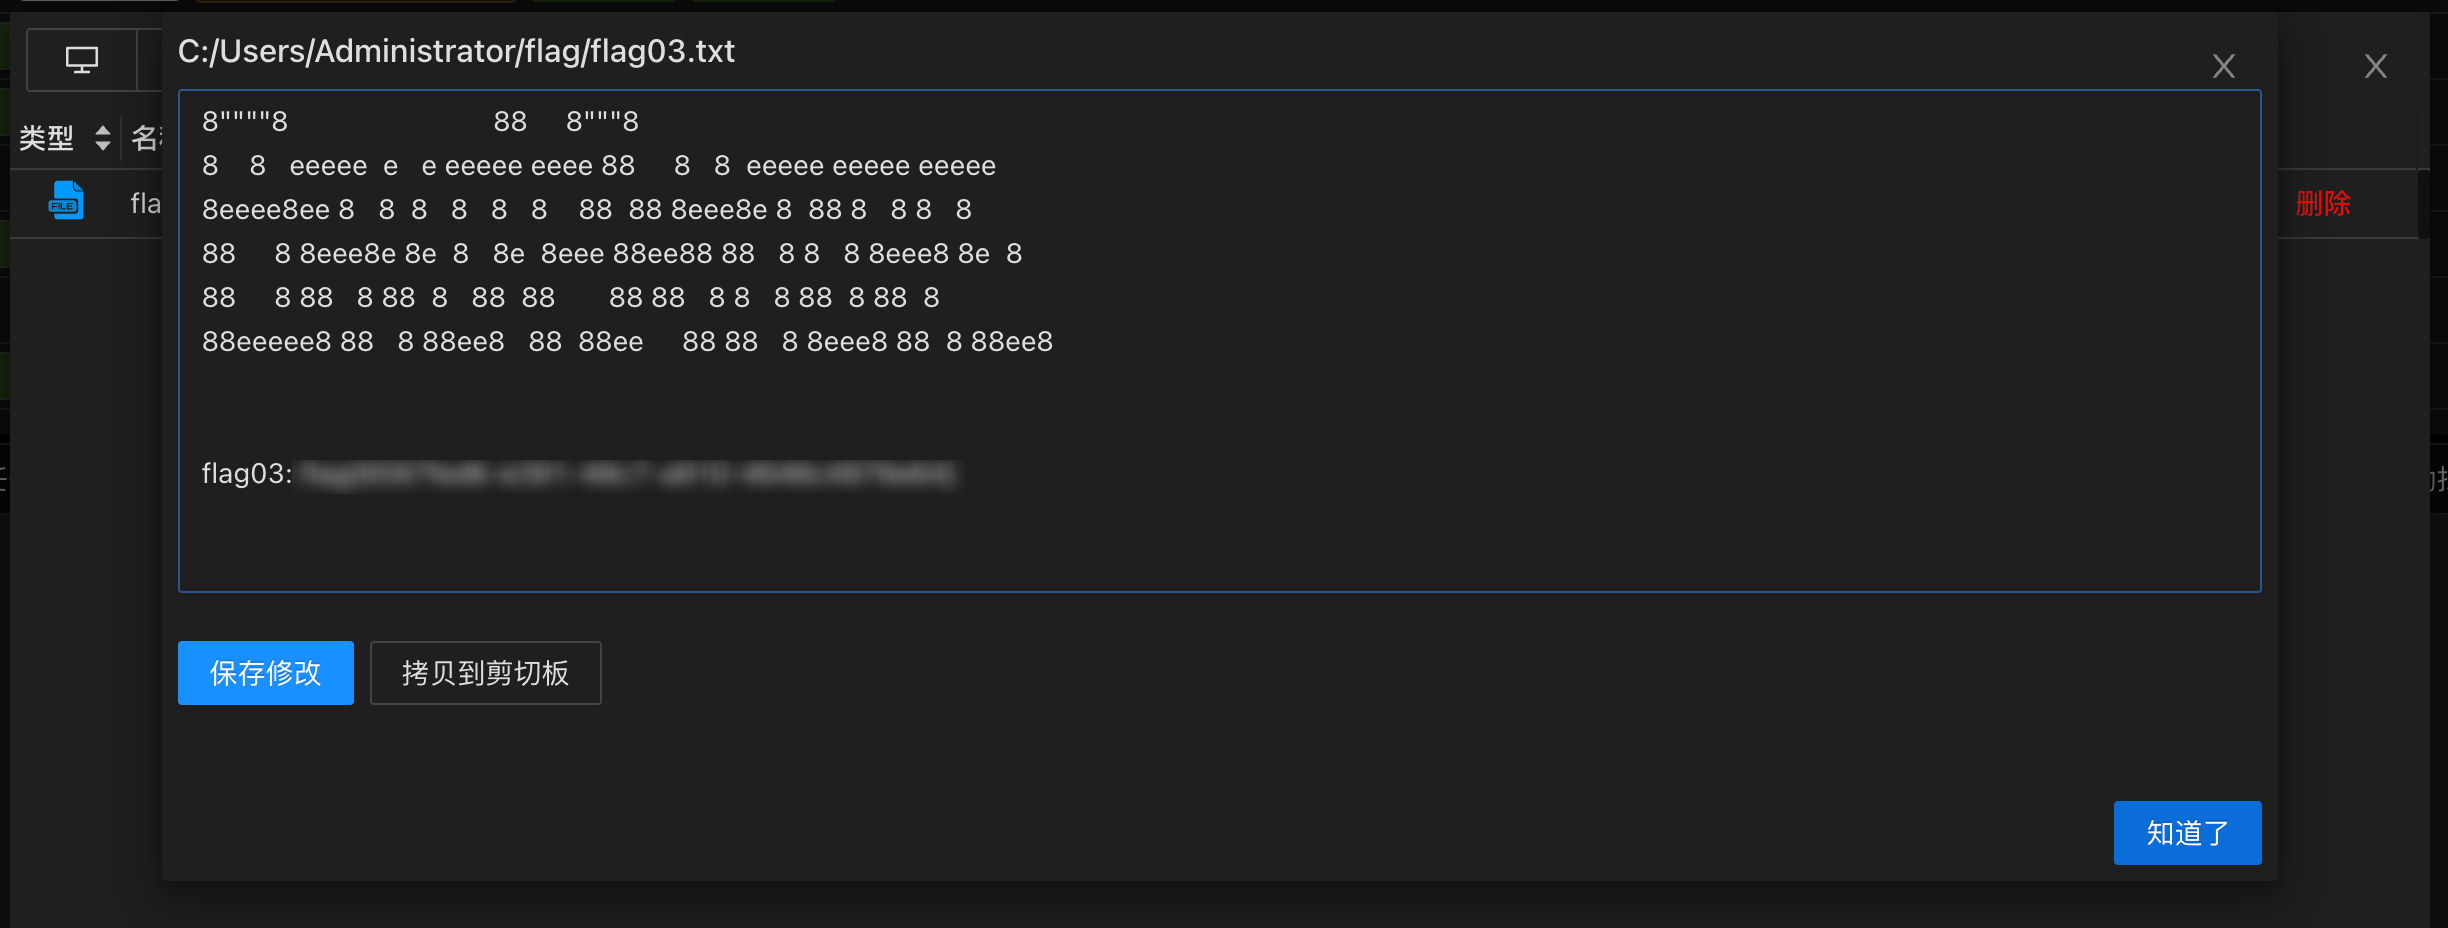 C:/Users/Administrator/flag/flag03.txt
X
X
类型 名
8""""8                          88     8"""8
8    8   eeeee  e   e eeeee eeee 88     8   8  eeeee eeeee eeeee
8eeee8ee 8   8  8   8   8   8    88  88 8eee8e 8  88 8   8 8   8
88     8 8eee8e 8e  8   8e  8eee 88ee88 88   8 8   8 8eee8 8e  8
88     8 88   8 88  8   88  88       88 88   8 8   8 88  8 88  8
88eeeee8 88   8 88ee8   88  88ee     88 88   8 8eee8 88  8 88ee8
FILE fla
删除
flag03:
保存修改 拷贝到剪切板
知道了